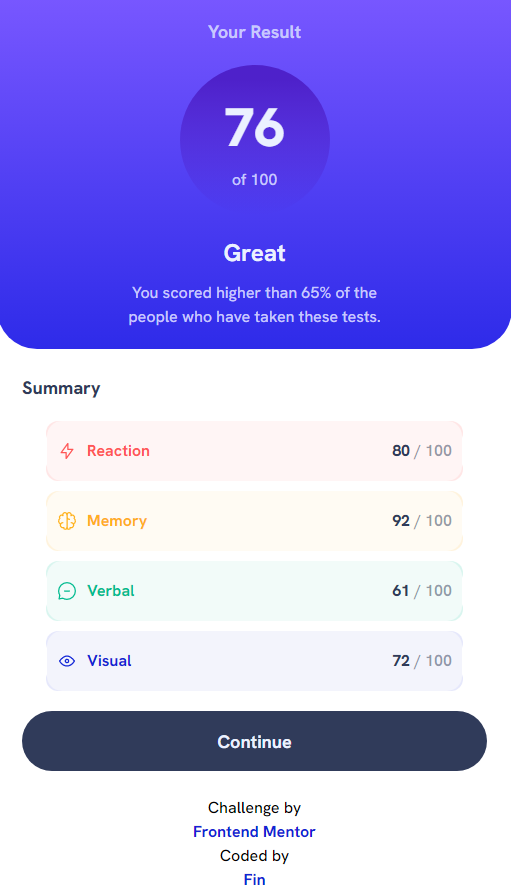 Your Result
76
of 100
Great
You scored higher than 65% of the
people who have taken these tests.
Summary
Reaction 80 / 100
Memory 92 / 100
Verbal 61 / 100
Visual 72 / 100
Continue
Challenge by
Frontend Mentor
Coded by
Fin